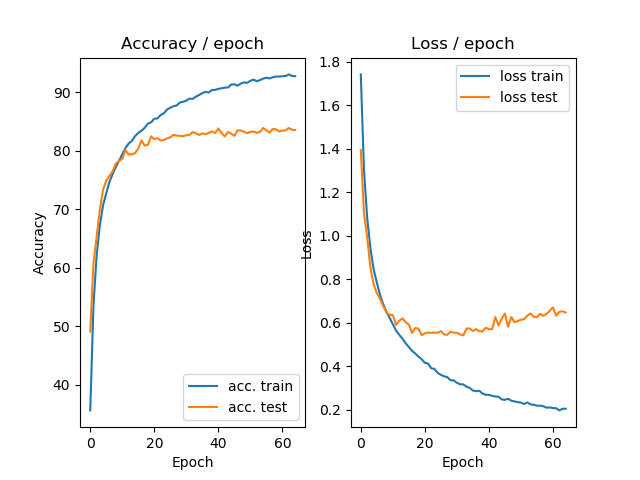 Accuracy / epoch
Accuracy
90
80
70
60
50
40
0
20
40
60
Epoch
acc. train
acc. test
Loss / epoch
Loss
1.8
1.6
1.4
1.2
1.0
0.8
0.6
0.4
0.2
0
20
40
60
Epoch
loss train
loss test